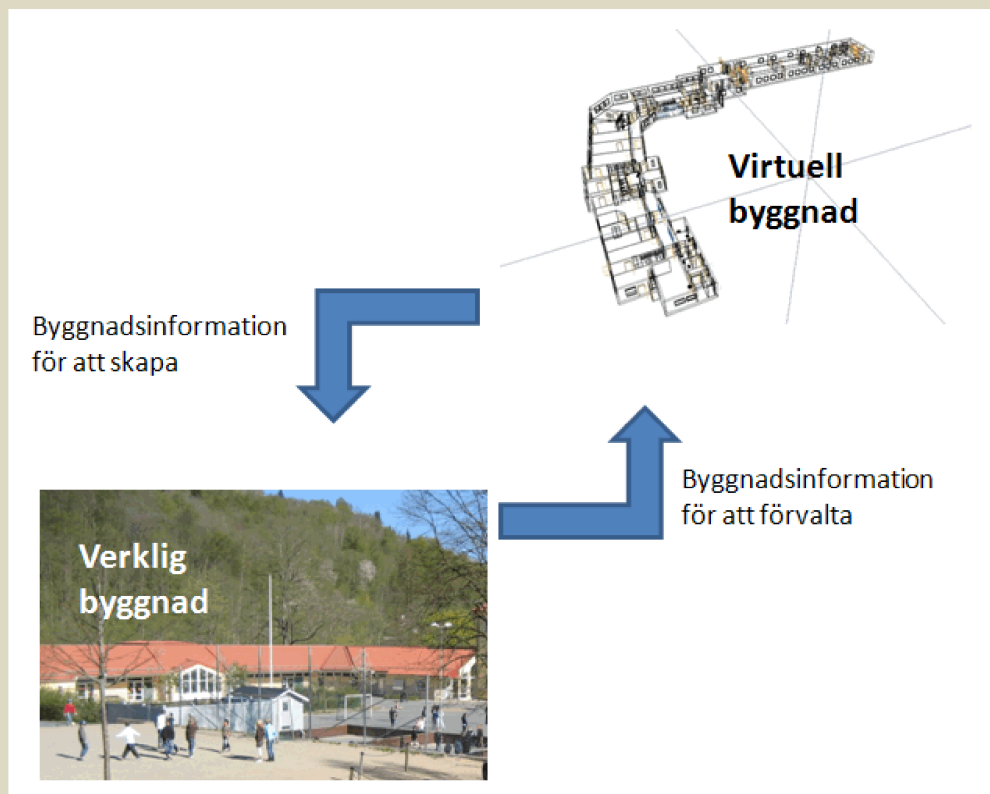 Virtuell
byggnad
Byggnadsinformation
för att skapa
Byggnadsinformation
för att förvalta
Verklig
byggnad